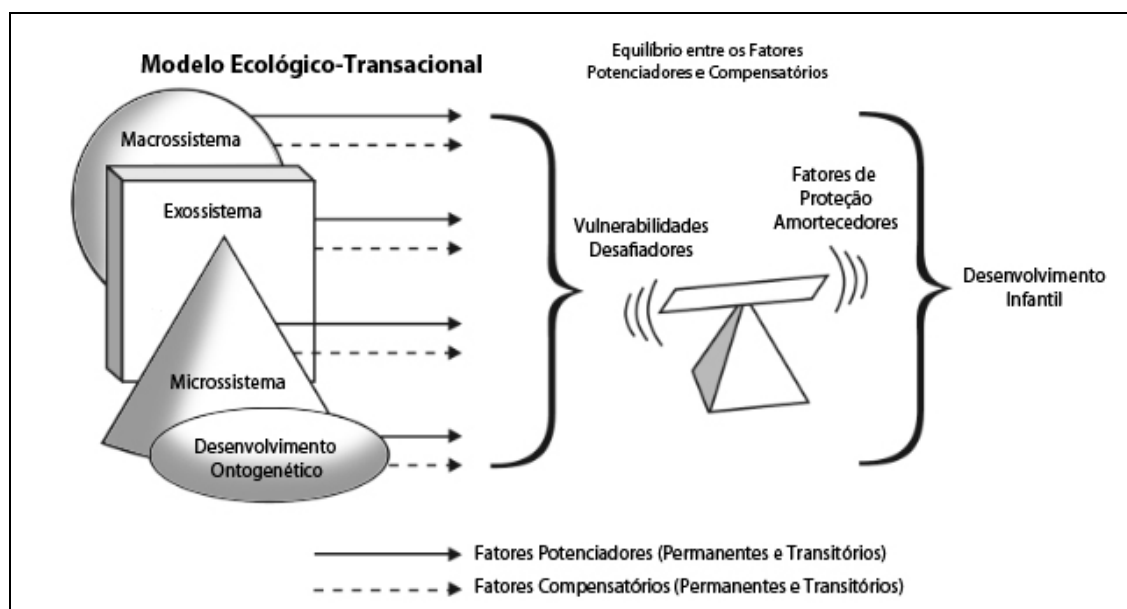 Modelo Ecológico-Transacional
Equilíbrio entre os Fatores
Potenciadores e Compensatórios
Macrossistema
Exossistema
Microssistema
Desenvolvimento
Ontogenético
Vulnerabilidades
Desafiadores
Fatores de
Proteção
Amortecedores
Desenvolvimento
Infantil
Fatores Potenciadores (Permanentes e Transitórios)
Fatores Compensatórios (Permanentes e Transitórios)